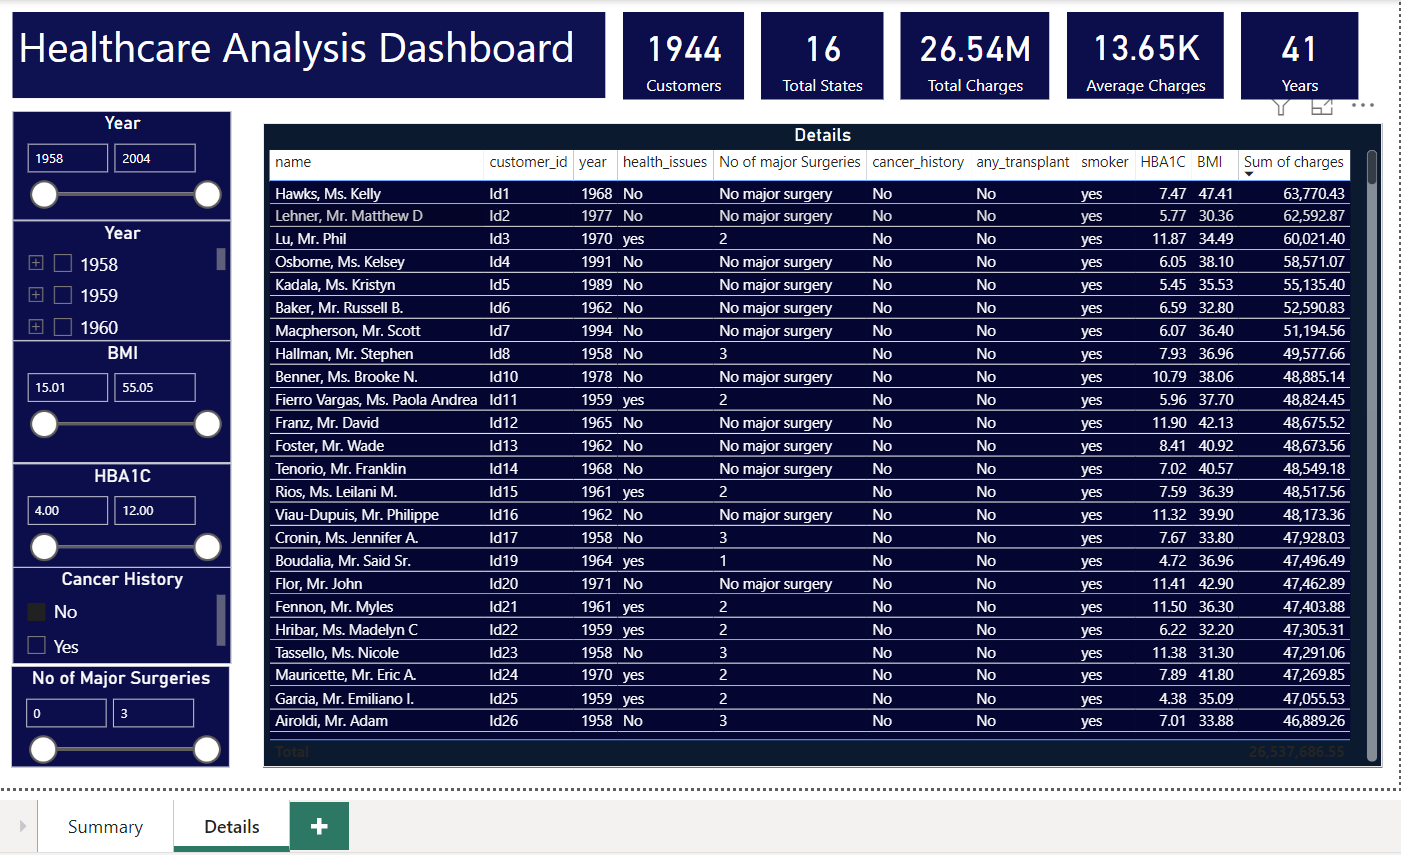 Healthcare Analysis Dashboard
1944
Customers
16
Total States
26.54M
Total Charges
13.65K
Average Charges
41
Years
Year
1958 2004
Year
1958
1959
1960
BMI
15.01 55.05
HBA1C
4.00 12.00
Cancer History
No
Yes
No of Major Surgeries
0 3
Details
name customer_id year health_issues No of major Surgeries cancer_history any_transplant smoker HBA1C BMI Sum of charges
Hawks, Ms. Kelly Id1 1968 No No major surgery No No yes 7.47 47.41 63,770.43
Lehner, Mr. Matthew D Id2 1977 No No major surgery No No yes 5.77 30.36 62,592.87
Lu, Mr. Phil Id3 1970 yes 2 No No yes 11.87 34.49 60,021.40
Osborne, Ms. Kelsey Id4 1991 No No major surgery No No yes 6.05 38.10 58,571.07
Kadala, Ms. Kristyn Id5 1989 No No major surgery No No yes 5.45 35.53 55,135.40
Baker, Mr. Russell B. Id6 1962 No No major surgery No No yes 6.59 32.80 52,590.83
Macpherson, Mr. Scott Id7 1994 No No major surgery No No yes 6.07 36.40 51,194.56
Hallman, Mr. Stephen Id8 1958 No 3 No No yes 7.93 36.96 49,577.66
Benner, Ms. Brooke N. Id10 1978 No No major surgery No No yes 10.79 38.06 48,885.14
Fierro Vargas, Ms. Paola Andrea Id11 1959 yes 2 No No yes 5.96 37.70 48,824.45
Franz, Mr. David Id12 1965 No No major surgery No No yes 11.90 42.13 48,675.52
Foster, Mr. Wade Id13 1962 No No major surgery No No yes 8.41 40.92 48,673.56
Tenorio, Mr. Franklin Id14 1968 No No major surgery No No yes 7.02 40.57 48,549.18
Rios, Ms. Leilani M. Id15 1961 yes 2 No No yes 7.59 36.39 48,517.56
Viau-Dupuis, Mr. Philippe Id16 1962 No No major surgery No No yes 11.32 39.90 48,173.36
Cronin, Ms. Jennifer A. Id17 1958 No 3 No No yes 7.67 33.80 47,928.03
Boudalia, Mr. Said Sr. Id19 1964 yes 1 No No yes 4.72 36.96 47,496.49
Flor, Mr. John Id20 1971 No No major surgery No No yes 11.41 42.90 47,462.89
Fennon, Mr. Myles Id21 1961 yes 2 No No yes 11.50 36.30 47,403.88
Hribar, Ms. Madelyn C Id22 1959 yes 2 No No yes 6.22 32.20 47,305.31
Tassello, Ms. Nicole Id23 1958 No 3 No No yes 11.38 31.30 47,291.06
Mauricette, Mr. Eric A. Id24 1970 yes 2 No No yes 7.89 41.80 47,269.85
Garcia, Mr. Emiliano I. Id25 1959 yes 2 No No yes 4.38 35.09 47,055.53
Airoldi, Mr. Adam Id26 1958 No 3 No No yes 7.01 33.88 46,889.26
Total 26,537,686.55
Summary
Details